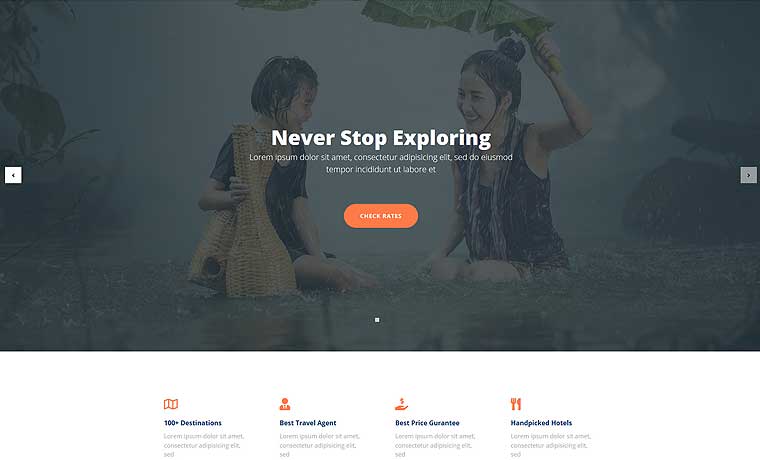 Never Stop Exploring
Lorem ipsum dolor sit amet, consectetur adipisicing elit, sed do eiusmod
tempor incididunt ut labore et
CHECK RATES
100+ Destinations
Lorem ipsum dolor sit amet,
consectetur adipisicing elit,
sed
Best Travel Agent
Lorem ipsum dolor sit amet,
consectetur adipisicing elit,
sed
Best Price Gurantee
Lorem ipsum dolor sit amet,
consectetur adipisicing elit,
sed
Handpicked Hotels
Lorem ipsum dolor sit amet,
consectetur adipisicing elit,
sed